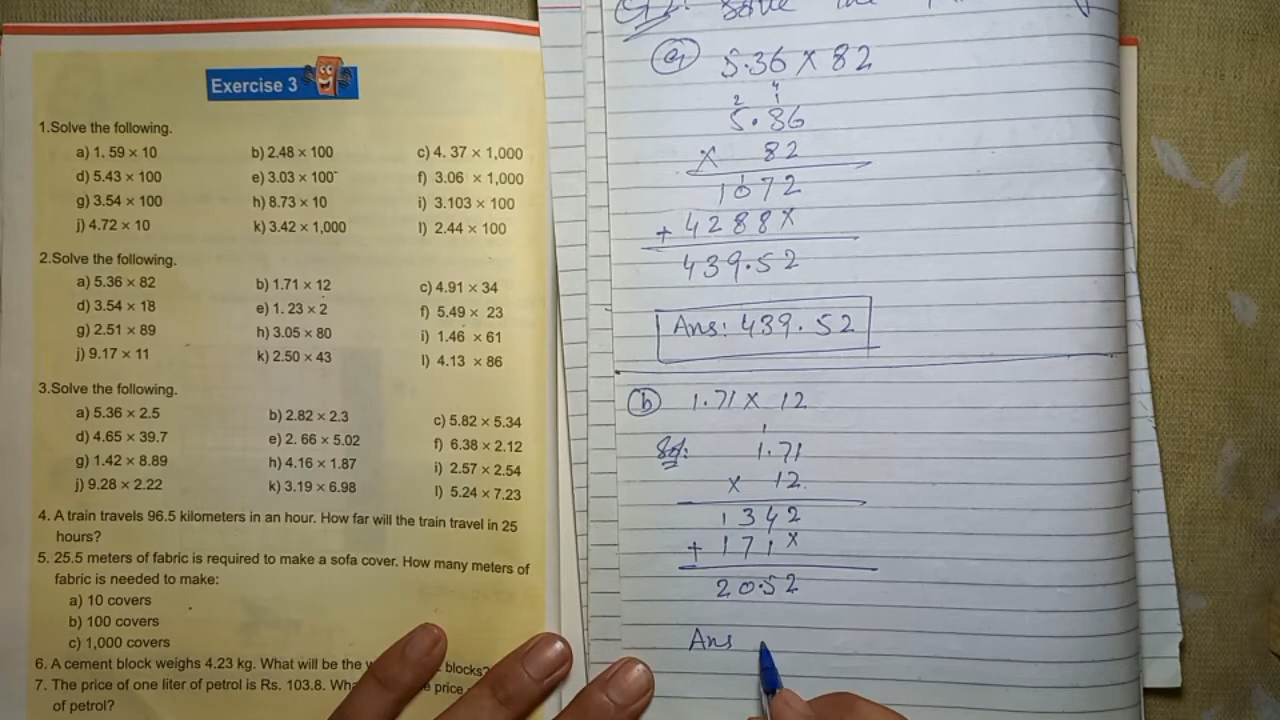 Exercise 3
1.Solve the following.
a) 1. 59 × 10 b) 2.48 × 100 c) 4. 37 × 1,000
d) 5.43 × 100 e) 3.03 × 100 f) 3.06 × 1,000
g) 3.54 × 100 h) 8.73 × 10 i) 3.103 × 100
j) 4.72 × 10 k) 3.42 × 1,000 l) 2.44 × 100
2.Solve the following.
a) 5.36 × 82 b) 1.71 × 12 c) 4.91 × 34
d) 3.54 × 18 e) 1. 23 × 2 f) 5.49 × 23
g) 2.51 × 89 h) 3.05 × 80 i) 1.46 × 61
j) 9.17 × 11 k) 2.50 × 43 l) 4.13 × 86
3.Solve the following.
a) 5.36 × 2.5 b) 2.82 × 2.3 c) 5.82 × 5.34
d) 4.65 × 39.7 e) 2. 66 × 5.02 f) 6.38 × 2.12
g) 1.42 × 8.89 h) 4.16 × 1.87 i) 2.57 × 2.54
j) 9.28 × 2.22 k) 3.19 × 6.98 l) 5.24 × 7.23
4. A train travels 96.5 kilometers in an hour. How far will the train travel in 25
hours?
5. 25.5 meters of fabric is required to make a sofa cover. How many meters of
fabric is needed to make:
a) 10 covers
b) 100 covers
c) 1,000 covers
6. A cement block weighs 4.23 kg. What will be the blocks?
7. The price of one liter of petrol is Rs. 103.8. price
of petrol?
Solve the
(a) 5.36 × 82
2 4
1
5.36
× 82
1
1072
+ 4288×
439.52
Ans: 439.52
(b) 1.71 × 12
1
Sol: 1.71
× 12
1342
+ 171×
20.52
Ans